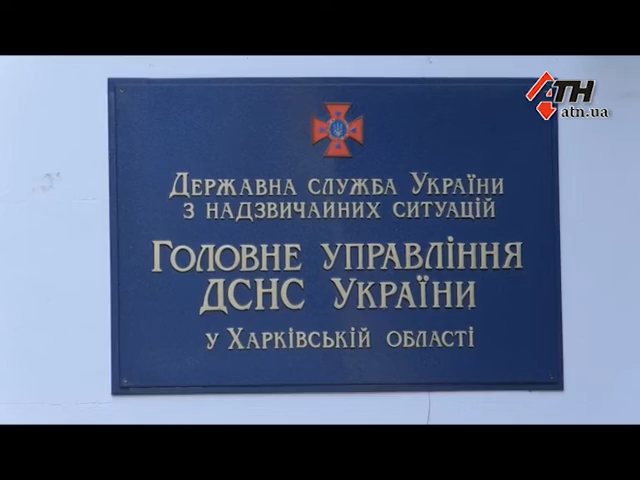 АТН
atn.ua
ДЕРЖАВНА СЛУЖБА УКРАЇНИ
З НАДЗВИЧАЙНИХ СИТУАЦІЙ
ГОЛОВНЕ УПРАВЛІННЯ
ДСНС УКРАЇНИ
У ХАРКІВСЬКІЙ ОБЛАСТІ